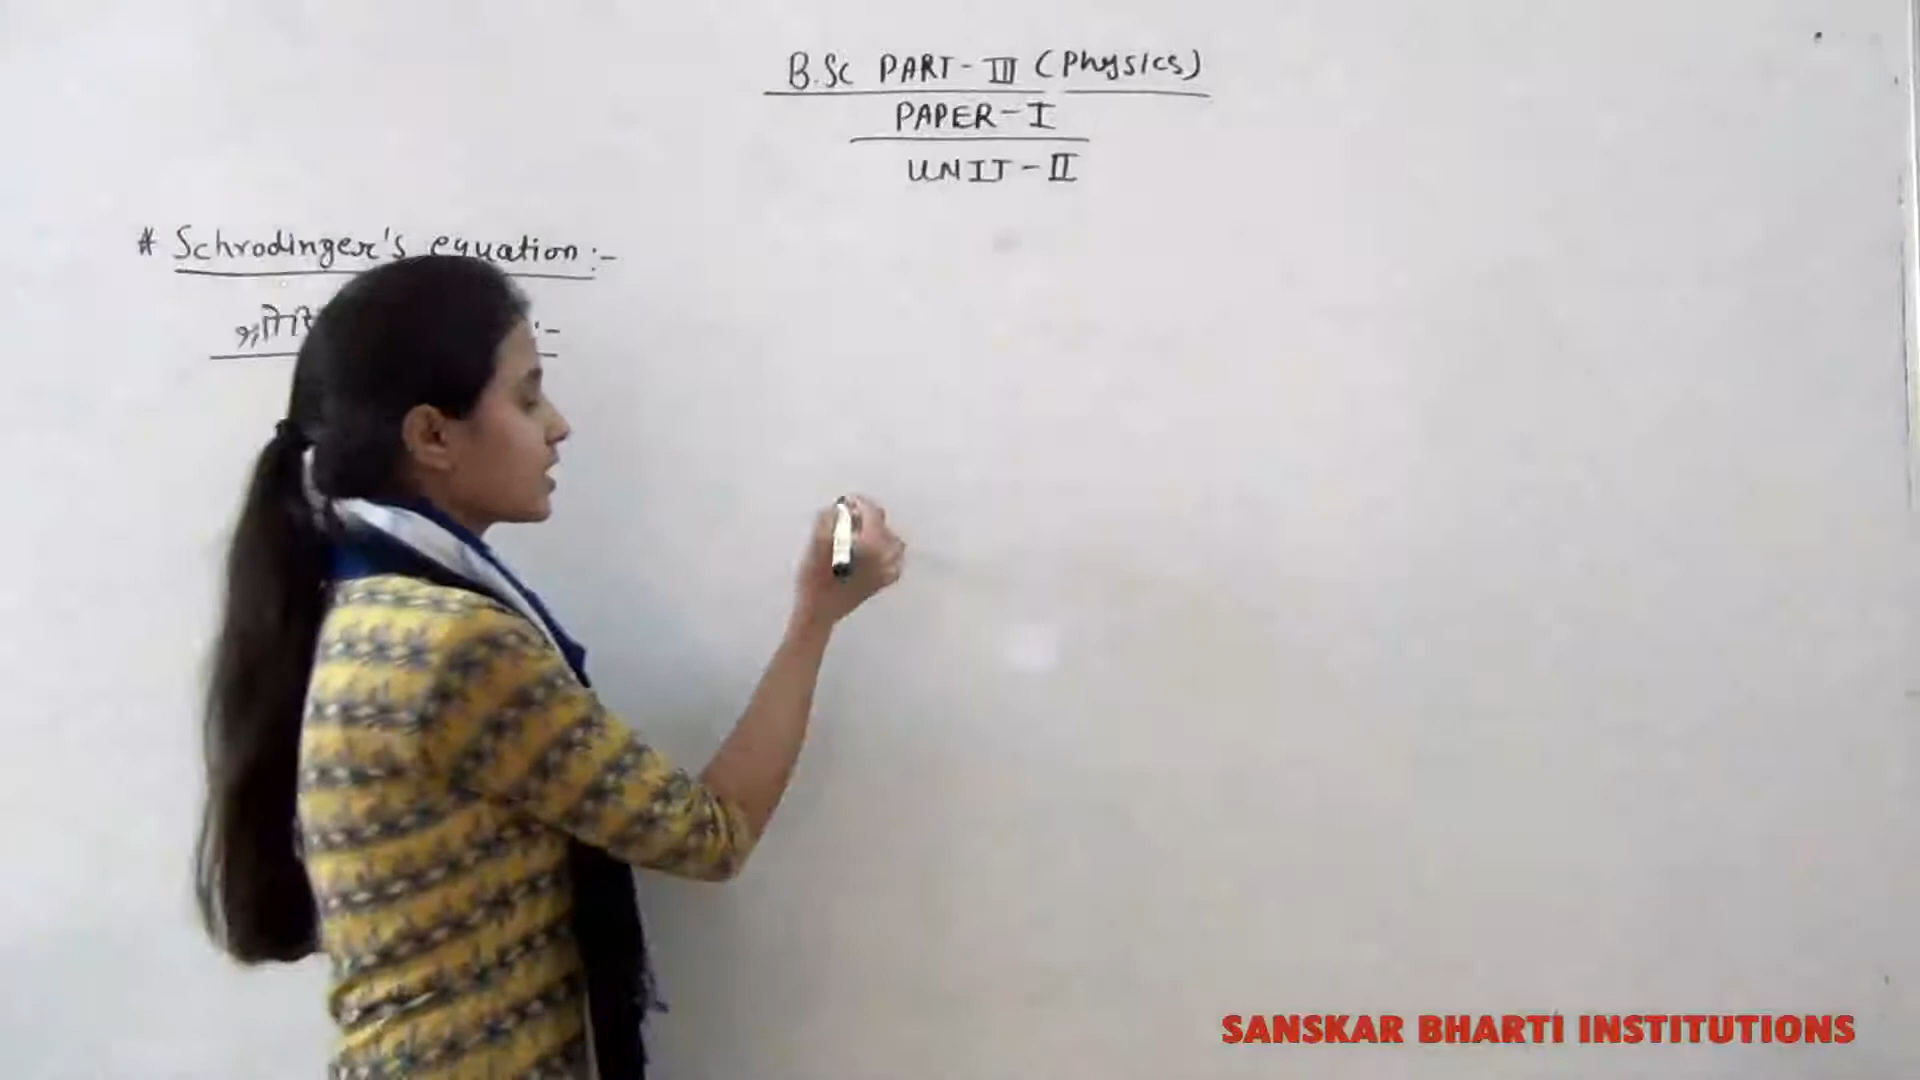 B.Sc PART-III (Physics)
PAPER-I
UNIT-II
# Schrodinger's equation:-
SANSKAR BHARTI INSTITUTIONS